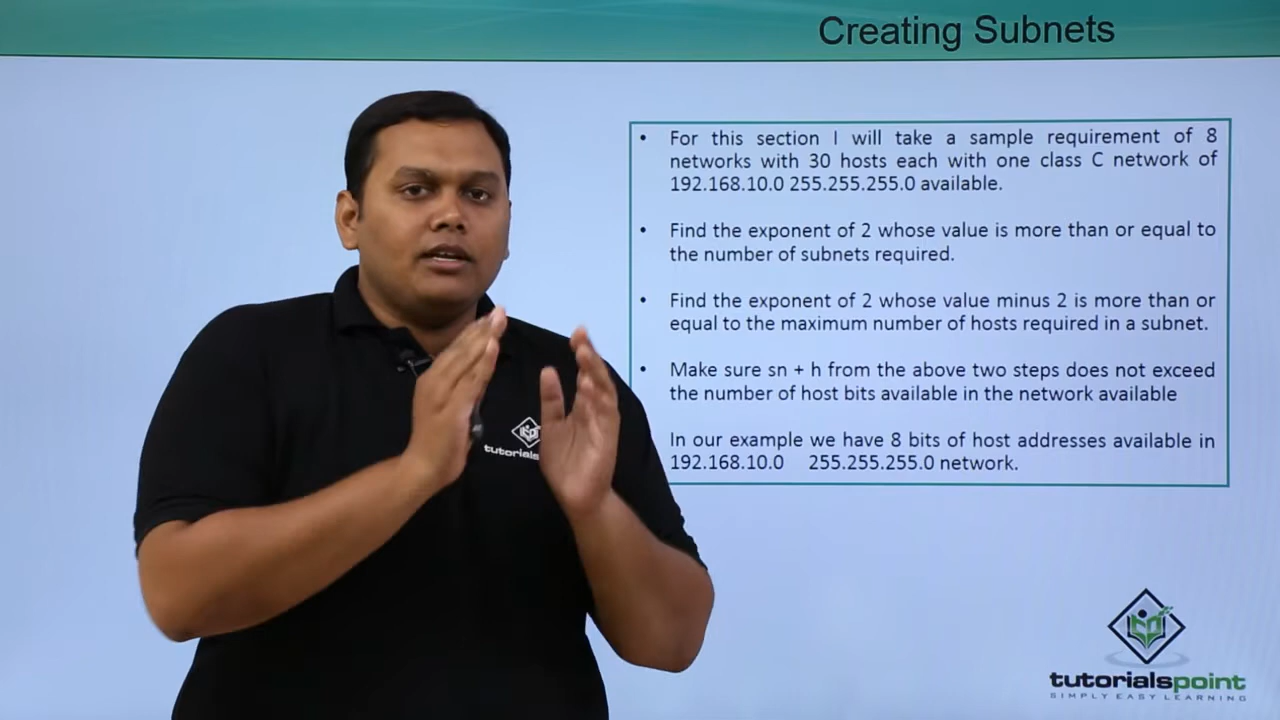 Creating Subnets
• For this section I will take a sample requirement of 8
networks with 30 hosts each with one class C network of
192.168.10.0 255.255.255.0 available.
• Find the exponent of 2 whose value is more than or equal to
the number of subnets required.
• Find the exponent of 2 whose value minus 2 is more than or
equal to the maximum number of hosts required in a subnet.
• Make sure sn + h from the above two steps does not exceed
the number of host bits available in the network available
In our example we have 8 bits of host addresses available in
192.168.10.0 255.255.255.0 network.
tutorials
tutorialspoint
SIMPLY EASY LEARNING